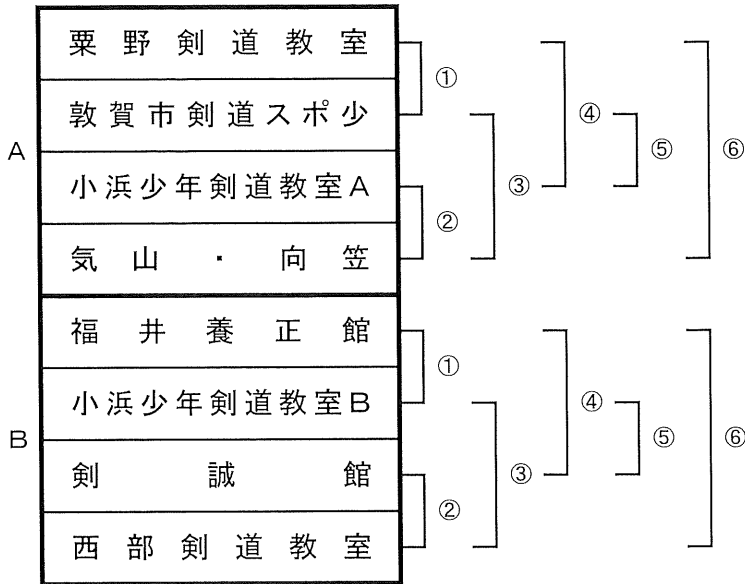 粟野剣道教室
①
敦賀市剣道スポ少
④
A
⑤
⑥
③
小浜少年剣道教室A
②
気山・向笠
福井養正館
①
小浜少年剣道教室B
④
B
⑤
⑥
③
剣誠館
②
西部剣道教室